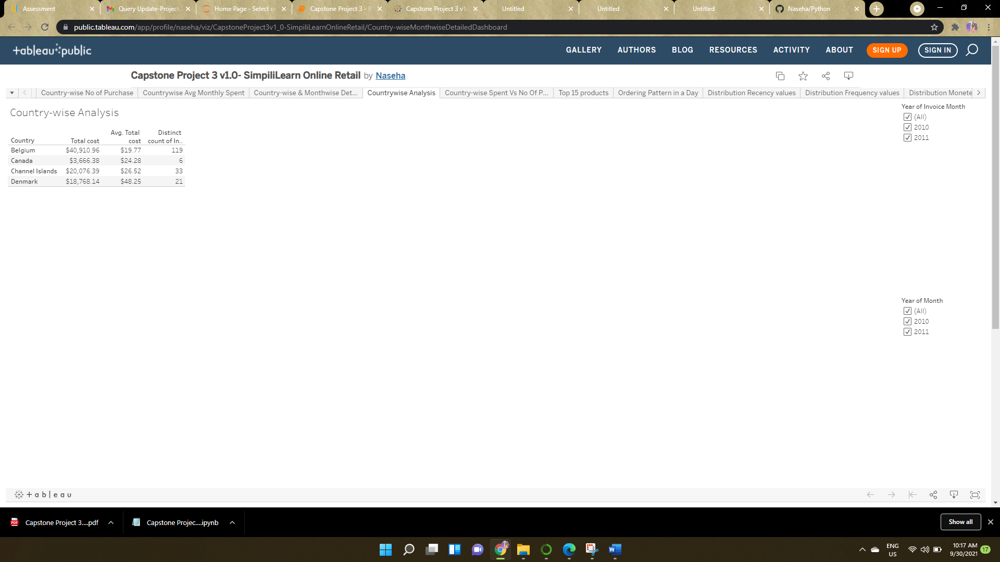 Assessment
Query Update-Project
Home Page - Select or
Capstone Project 3 - R
Capstone Project 3 v1.
Untitled
Untitled
Untitled
Naseha/Python
public.tableau.com/app/profile/naseha/viz/CapstoneProject3v1_0-SimpiliLearnOnlineRetail/Country-wiseMonthwiseDetailedDashboard
+ableau public
GALLERY AUTHORS BLOG RESOURCES ACTIVITY ABOUT SIGN UP SIGN IN
Capstone Project 3 v1.0- SimpiliLearn Online Retail by Naseha
Country-wise No of Purchase
Countrywise Avg Monthly Spent
Country-wise & Monthwise Det...
Countrywise Analysis
Country-wise Spent Vs No Of P...
Top 15 products
Ordering Pattern in a Day
Distribution Recency values
Distribution Frequency values
Distribution Monete
Country-wise Analysis
Country Total cost Avg. Total cost Distinct count of In..
Belgium $40,910.96 $19.77 119
Canada $3,666.38 $24.28 6
Channel Islands $20,076.39 $26.52 33
Denmark $18,768.14 $48.25 21
Year of Invoice Month
(All)
2010
2011
Year of Month
(All)
2010
2011
+ableau
Capstone Project 3....pdf
Capstone Projec....ipynb
Show all
PDF
W
ENG
US
10:17 AM
9/30/2021
17